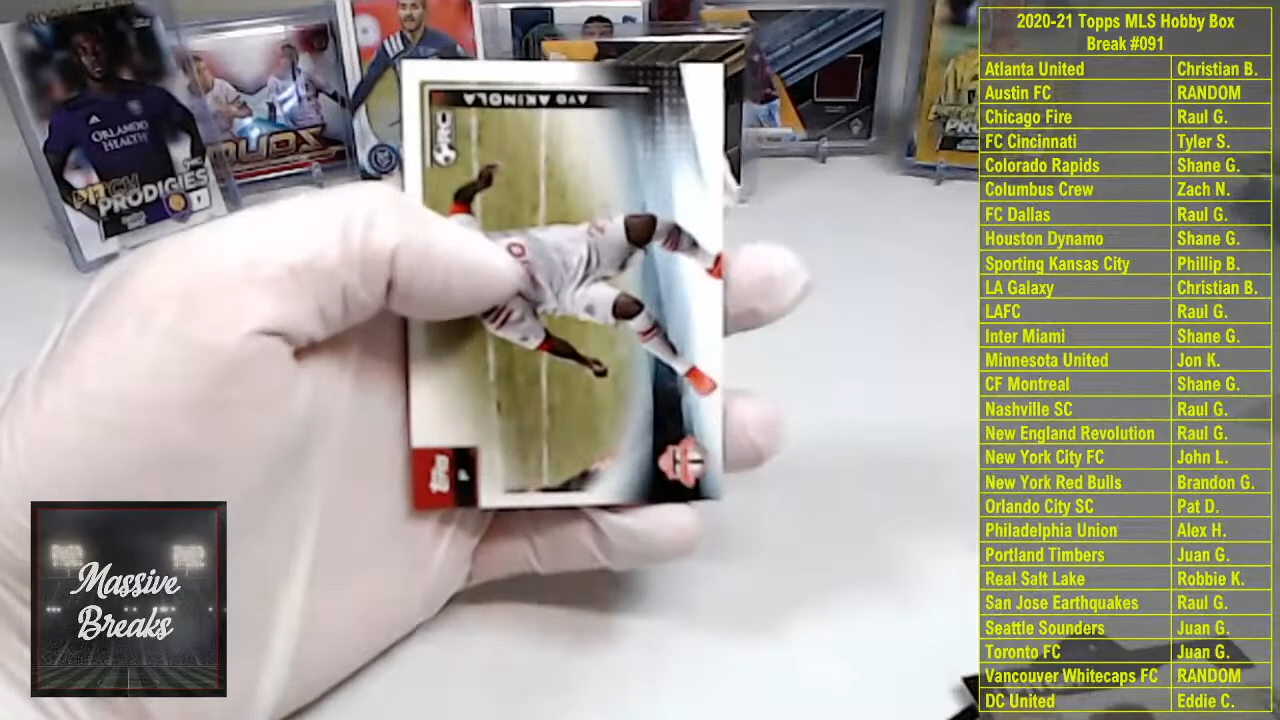 ORLANDO
HEALTH
PITCH
PRODIGIES
MUDS
AYO AKINOLA
RC
Topps
F
Massive
Breaks
2020-21 Topps MLS Hobby Box
Break #091
Atlanta United Christian B.
Austin FC RANDOM
Chicago Fire Raul G.
FC Cincinnati Tyler S.
Colorado Rapids Shane G.
Columbus Crew Zach N.
FC Dallas Raul G.
Houston Dynamo Shane G.
Sporting Kansas City Phillip B.
LA Galaxy Christian B.
LAFC Raul G.
Inter Miami Shane G.
Minnesota United Jon K.
CF Montreal Shane G.
Nashville SC Raul G.
New England Revolution Raul G.
New York City FC John L.
New York Red Bulls Brandon G.
Orlando City SC Pat D.
Philadelphia Union Alex H.
Portland Timbers Juan G.
Real Salt Lake Robbie K.
San Jose Earthquakes Raul G.
Seattle Sounders Juan G.
Toronto FC Juan G.
Vancouver Whitecaps FC RANDOM
DC United Eddie C.